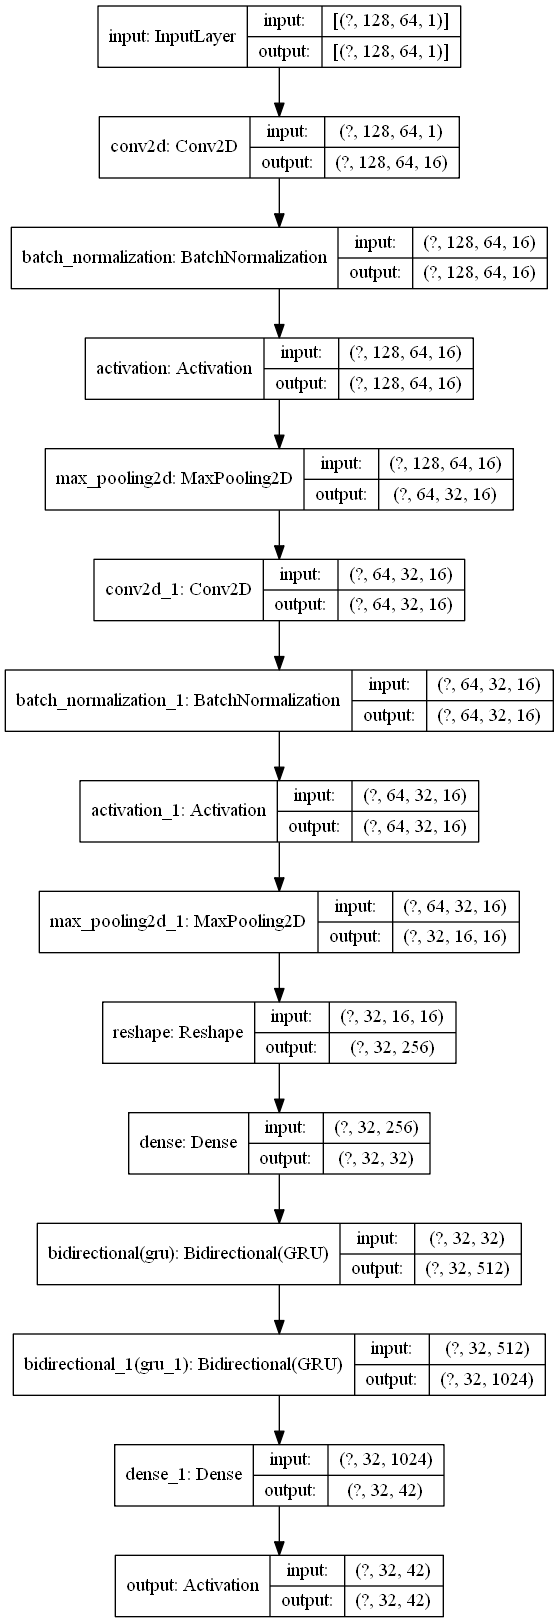 input: InputLayer
input: [(?, 128, 64, 1)]
output: [(?, 128, 64, 1)]
conv2d: Conv2D
input: (?, 128, 64, 1)
output: (?, 128, 64, 16)
batch_normalization: BatchNormalization
input: (?, 128, 64, 16)
output: (?, 128, 64, 16)
activation: Activation
input: (?, 128, 64, 16)
output: (?, 128, 64, 16)
max_pooling2d: MaxPooling2D
input: (?, 128, 64, 16)
output: (?, 64, 32, 16)
conv2d_1: Conv2D
input: (?, 64, 32, 16)
output: (?, 64, 32, 16)
batch_normalization_1: BatchNormalization
input: (?, 64, 32, 16)
output: (?, 64, 32, 16)
activation_1: Activation
input: (?, 64, 32, 16)
output: (?, 64, 32, 16)
max_pooling2d_1: MaxPooling2D
input: (?, 64, 32, 16)
output: (?, 32, 16, 16)
reshape: Reshape
input: (?, 32, 16, 16)
output: (?, 32, 256)
dense: Dense
input: (?, 32, 256)
output: (?, 32, 32)
bidirectional(gru): Bidirectional(GRU)
input: (?, 32, 32)
output: (?, 32, 512)
bidirectional_1(gru_1): Bidirectional(GRU)
input: (?, 32, 512)
output: (?, 32, 1024)
dense_1: Dense
input: (?, 32, 1024)
output: (?, 32, 42)
output: Activation
input: (?, 32, 42)
output: (?, 32, 42)